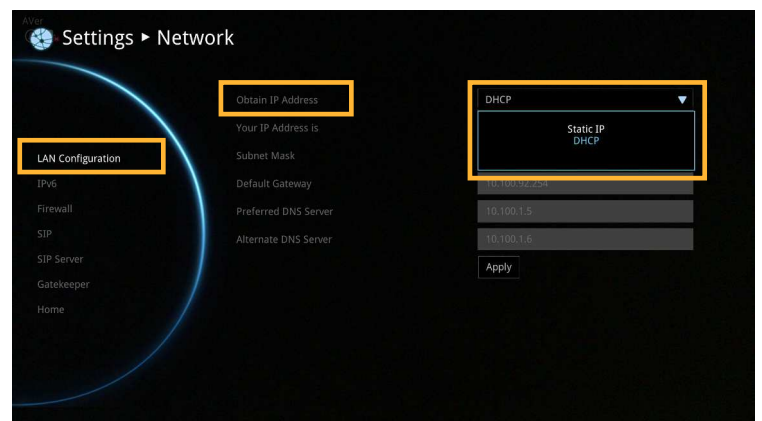 AVer
Settings ► Network
Obtain IP Address
DHCP
Your IP Address is
Static IP
DHCP
LAN Configuration
Subnet Mask
IPv6
Default Gateway
10.100.92.254
Firewall
Preferred DNS Server
10.100.1.5
SIP
Alternate DNS Server
10.100.1.6
SIP Server
Apply
Gatekeeper
Home